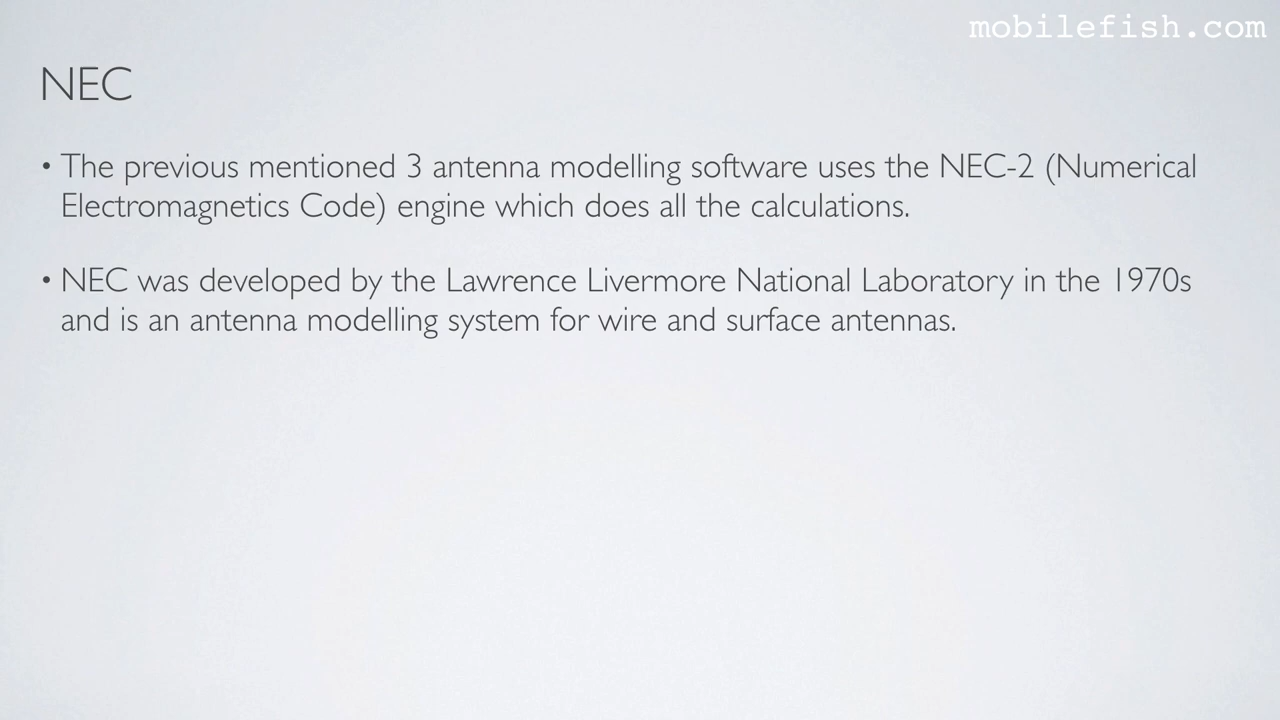 mobilefish.com
NEC
• The previous mentioned 3 antenna modelling software uses the NEC-2 (Numerical
Electromagnetics Code) engine which does all the calculations.
• NEC was developed by the Lawrence Livermore National Laboratory in the 1970s
and is an antenna modelling system for wire and surface antennas.